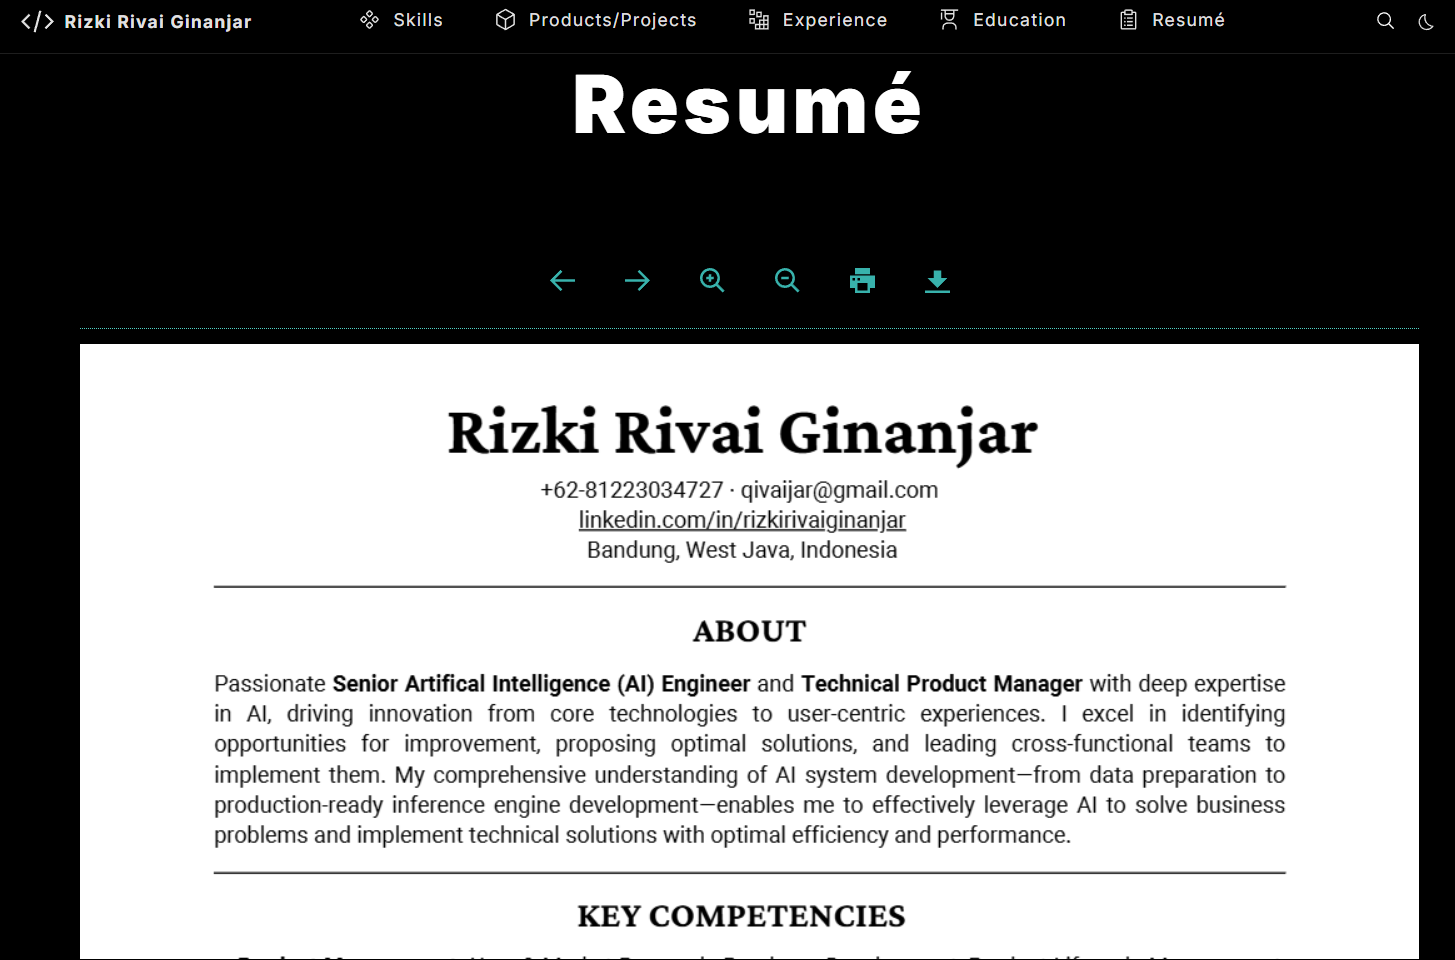 </> Rizki Rivai Ginanjar Skills Products/Projects Experience Education Resumé
Resumé
Rizki Rivai Ginanjar
+62-81223034727 · qivaijar@gmail.com
linkedin.com/in/rizkirivaiginanjar
Bandung, West Java, Indonesia
ABOUT
Passionate Senior Artifical Intelligence (AI) Engineer and Technical Product Manager with deep expertise
in AI, driving innovation from core technologies to user-centric experiences. I excel in identifying
opportunities for improvement, proposing optimal solutions, and leading cross-functional teams to
implement them. My comprehensive understanding of AI system development—from data preparation to
production-ready inference engine development—enables me to effectively leverage AI to solve business
problems and implement technical solutions with optimal efficiency and performance.
KEY COMPETENCIES